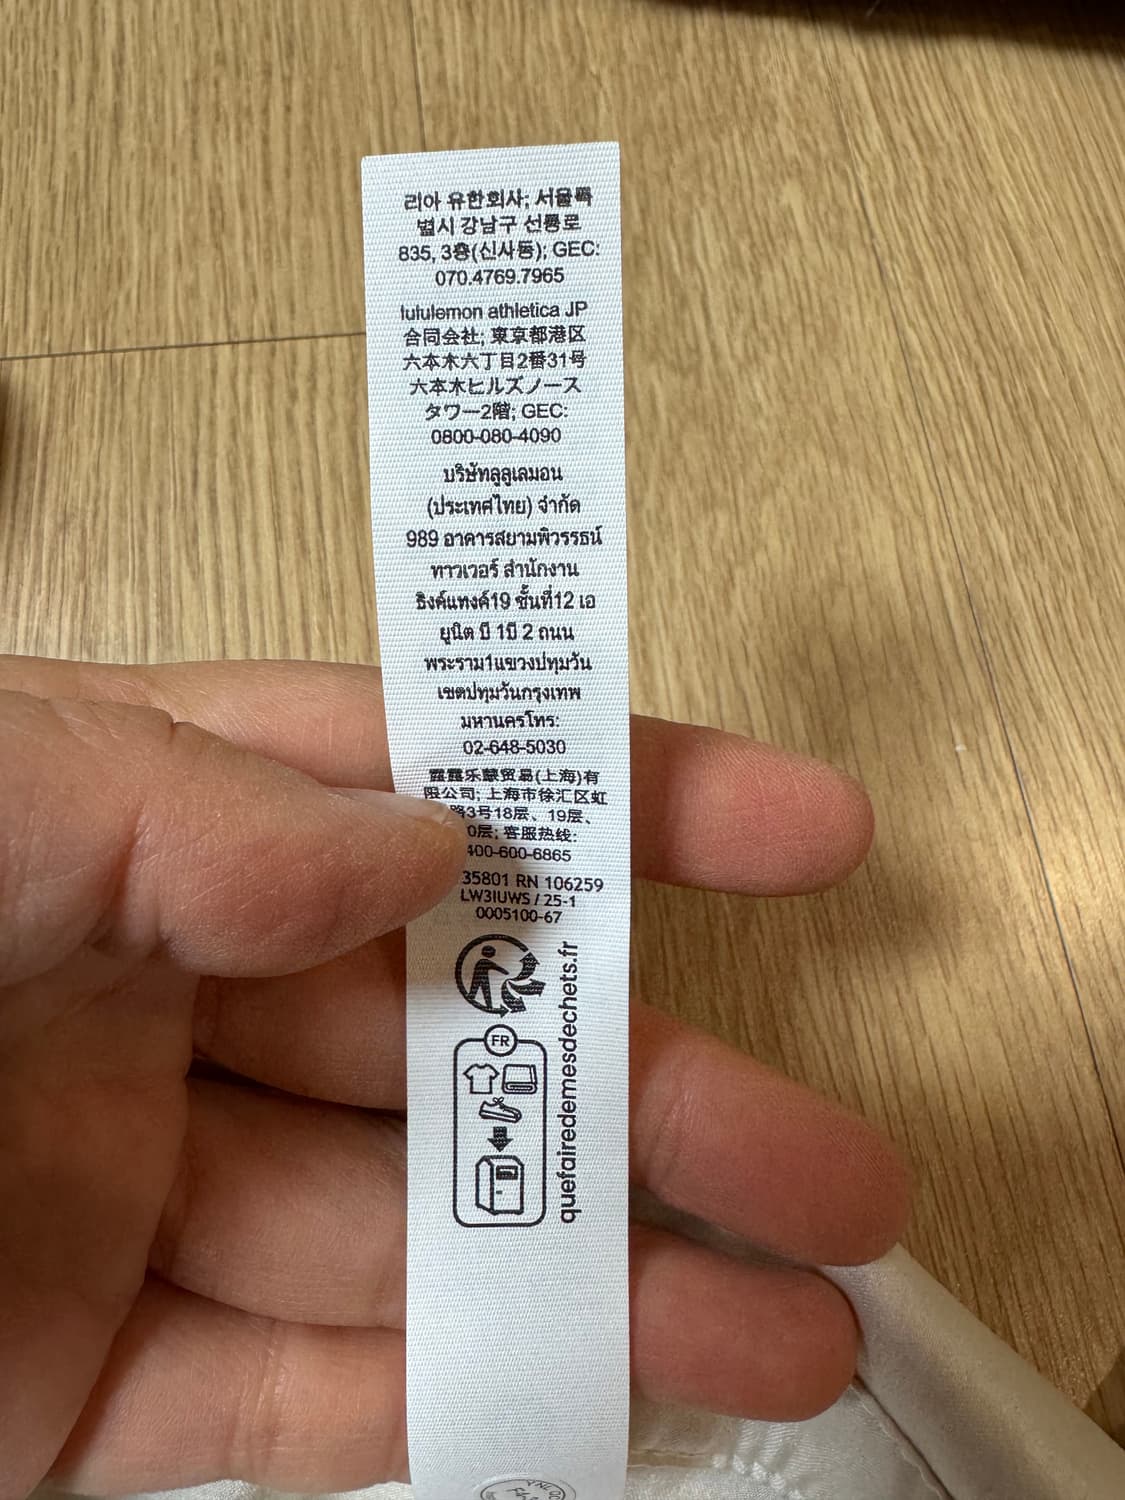 리아 유한회사; 서울특
별시 강남구 선릉로
835, 3층(신사동); GEC:
070.4769.7965
lululemon athletica JP
合同会社; 東京都港区
六本木六丁目2番31号
六本木ヒルズノース
タワー2階; GEC:
0800-080-4090
บริษัทลูลูเลมอน
(ประเทศไทย) จำกัด
989 อาคารสยามพิวรรธน์
ทาวเวอร์ สำนักงาน
ธิงค์แทงค์19 ชั้นที่12 เอ
ยูนิต บี 1บี 2 ถนน
พระราม1แขวงปทุมวัน
เขตปทุมวันกรุงเทพ
มหานครโทร:
02-648-5030
露露乐蒙贸易(上海)有
限公司; 上海市徐汇区虹
路3号18层、19层、
0层; 客服热线:
400-600-6865
35801 RN 106259
LW3IUWS / 25-1
0005100-67
FR
quefairedemesdechets.fr